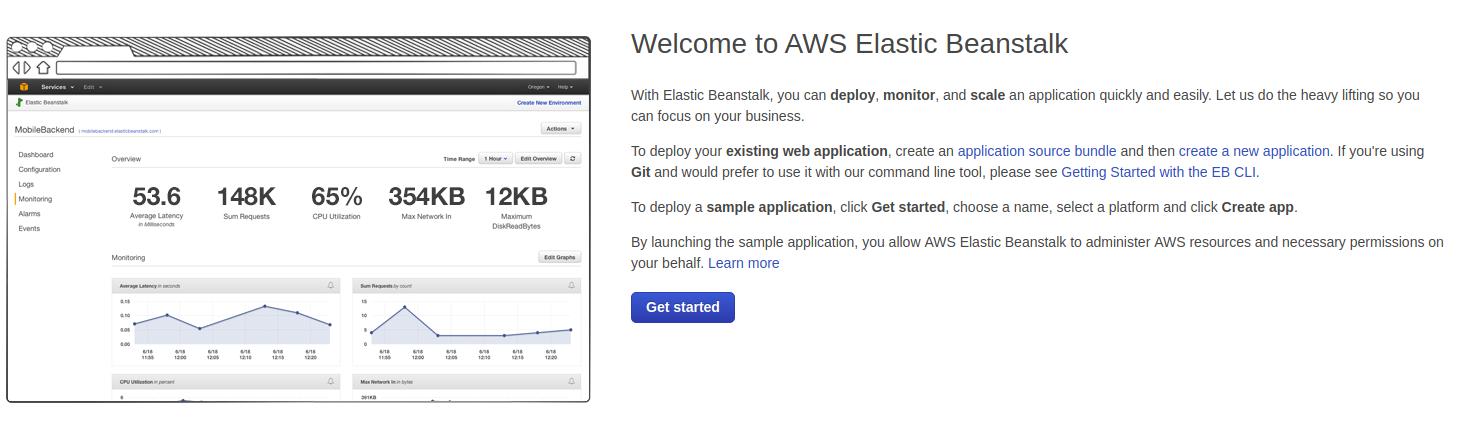 Services
Edit
Oregon
Help
Elastic Beanstalk
Create New Environment
MobileBackend ( mobilebackend.elasticbeanstalk.com )
Actions
Dashboard
Configuration
Logs
Monitoring
Alarms
Events
Overview
Time Range
1 Hour
Edit Overview
53.6
Average Latency
in Milliseconds
148K
Sum Requests
65%
CPU Utilization
354KB
Max Network In
12KB
Maximum
DiskReadBytes
Monitoring
Edit Graphs
Average Latency in seconds
0.15
0.10
0.05
0.00
6/18 6/18 6/18 6/18 6/18 6/18
11:55 12:00 12:05 12:10 12:15 12:20
Sum Requests by count
15
10
5
0
6/18 6/18 6/18 6/18 6/18 6/18
11:55 12:00 12:05 12:10 12:15 12:20
CPU Utilization in percent
6
Max Network In in bytes
391KB
Welcome to AWS Elastic Beanstalk
With Elastic Beanstalk, you can deploy, monitor, and scale an application quickly and easily. Let us do the heavy lifting so you
can focus on your business.
To deploy your existing web application, create an application source bundle and then create a new application. If you're using
Git and would prefer to use it with our command line tool, please see Getting Started with the EB CLI.
To deploy a sample application, click Get started, choose a name, select a platform and click Create app.
By launching the sample application, you allow AWS Elastic Beanstalk to administer AWS resources and necessary permissions on
your behalf. Learn more
Get started